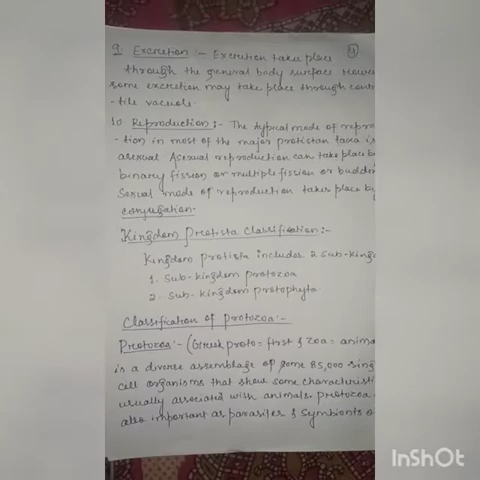 9. Excretion :- Excretion take place
4
through the general body surface Howe
some excretion may take place through cont
-tile vacuole.
10. Reproduction:- The typical mode of repro
-tion in most of the major protistan taxa is
asexual Asexual reproduction can take place b
binary fission or multiple fission or buddin
Sexual mode of reproduction takes place by
conjugation.
Kingdom Protista Classification:-
Kingdom protista includes 2 sub-king
1. Sub-kingdom protozoa
2. Sub-kingdom protophyta.
Classification of protozoa:-
Protozoa:- (Greek proto = first & zoa = anima
is a diverse assemblage of some 85,000 sing
cell organisms that show some characteristi
usually associated with animals. protozoa
also important as parasites & symbionts o
InShOt